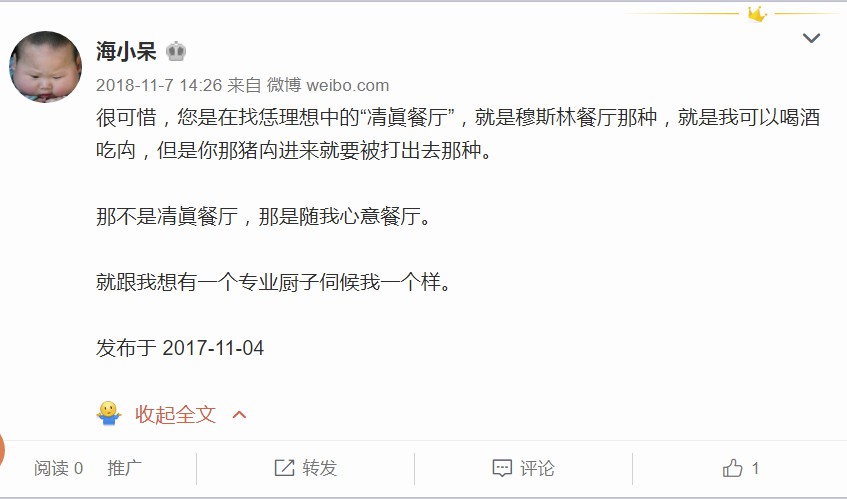 海小呆
2018-11-7 14:26 来自 微博 weibo.com
很可惜，您是在找恁理想中的“凊眞餐厅”，就是穆斯林餐厅那种，就是我可以喝酒
吃禸，但是你那猪禸进来就要被打出去那种。
那不是凊眞餐厅，那是随我心意餐厅。
就跟我想有一个专业厨子伺候我一个样。
发布于 2017-11-04
收起全文
阅读 0 推广 转发 评论 1